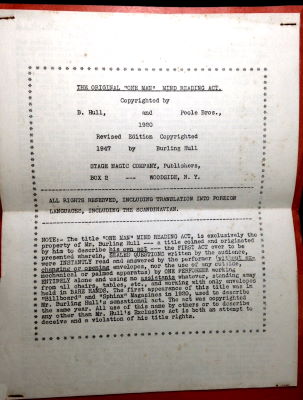 THE ORIGINAL "ONE MAN" MIND READING ACT.
Copyrighted by
D. Hull, and Poole Bros.,
1920
Revised Edition Copyrighted
1947 by Burling Hull
STAGE MAGIC COMPANY, Publishers,
BOX 2 --- WOODSIDE, N. Y.
ALL RIGHTS RESERVED, INCLUDING TRANSLATION INTO FOREIGN
LANGUAGES, INCLUDING THE SCANDINAVIAN.
NOTE:- The title "ONE MAN" MIND READING ACT, is exclusively the
property of Mr. Burling Hull --- a title coined and originated
by him to describe his own act --- the FIRST ACT ever to be
presented wherein, SEALED QUESTIONS written by the audience,
were INSTANTLY read and answered by the performer (without
or opening envelopes, nor the use of any
mechanical or palmed apparatus) by ONE PERFORMER working
ENTIRELY alone and using no assistants whatever, standing away
from all chairs, tables, etc., and working with only envelopes
held in BARE HANDS. The first appearance of this title was in
"Billboard" and "Sphinx" Magazines in 1920, used to describe
Mr. Burling Hull's sensational act. The act was copyrighted
the same year. All use of this name by others or to describe
any other than Mr. Hull's Exclusive Act is both an attempt to
deceive and a violation of his title rights.